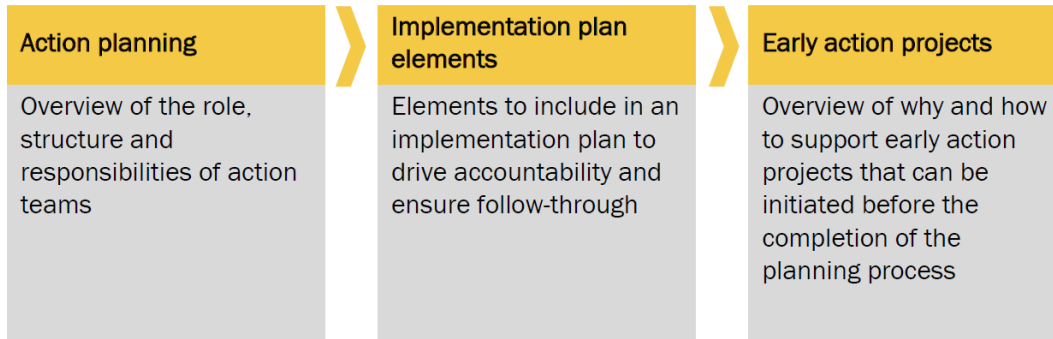 Action planning
Overview of the role,
structure and
responsibilities of action
teams
Implementation plan
elements
Elements to include in an
implementation plan to
drive accountability and
ensure follow-through
Early action projects
Overview of why and how
to support early action
projects that can be
initiated before the
completion of the
planning process